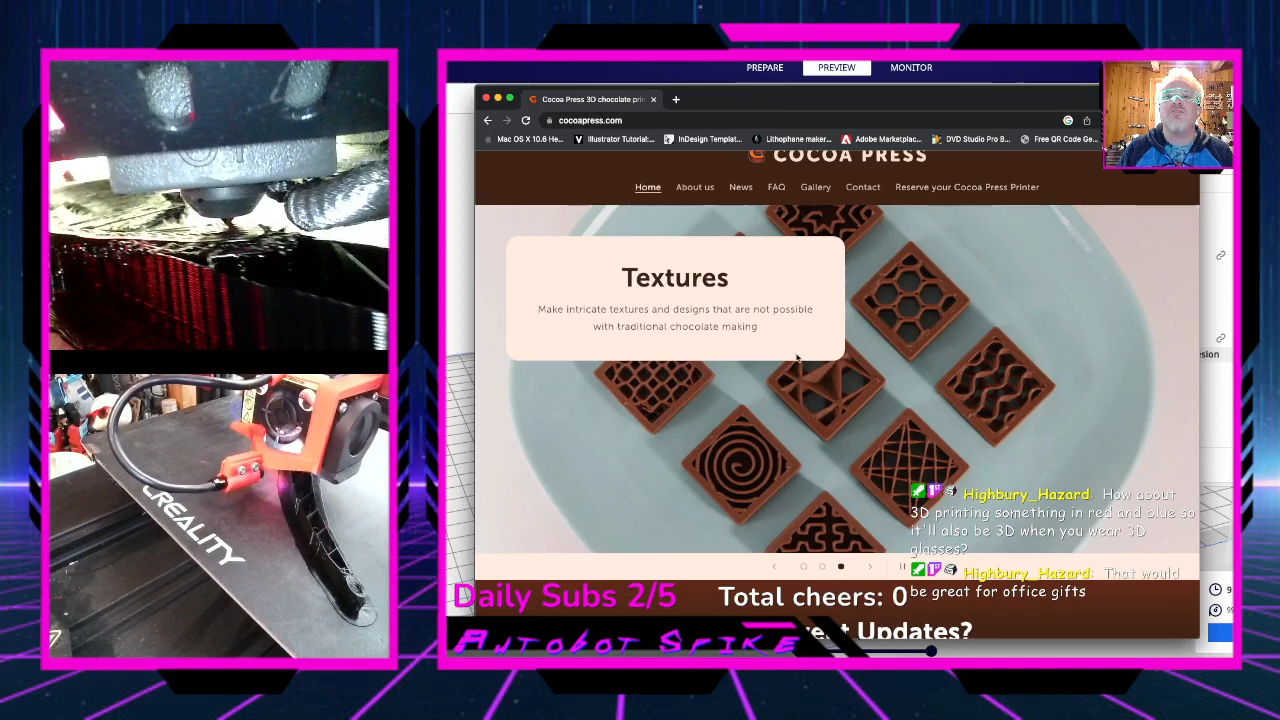 PREPARE PREVIEW MONITOR
Cocoa Press 3D chocolate prin
cocoapress.com
Mac OS X 10.6 He... Illustrator Tutorial:... InDesign Templat... Lithophane maker... Adobe Marketplac... DVD Studio Pro B... Free QR Code Ge...
COCOA PRESS
Home About us News FAQ Gallery Contact Reserve your Cocoa Press Printer
Textures
Make intricate textures and designs that are not possible
with traditional chocolate making
sion
CREALITY
Highbury_Hazard: How about
3D printing something in red and blue so
it'll also be 3D when you wear 3D
glasses?
Highbury_Hazard: That would
be great for office gifts
Daily Subs 2/5 Total cheers: 0
Updates?
Autobot Spike